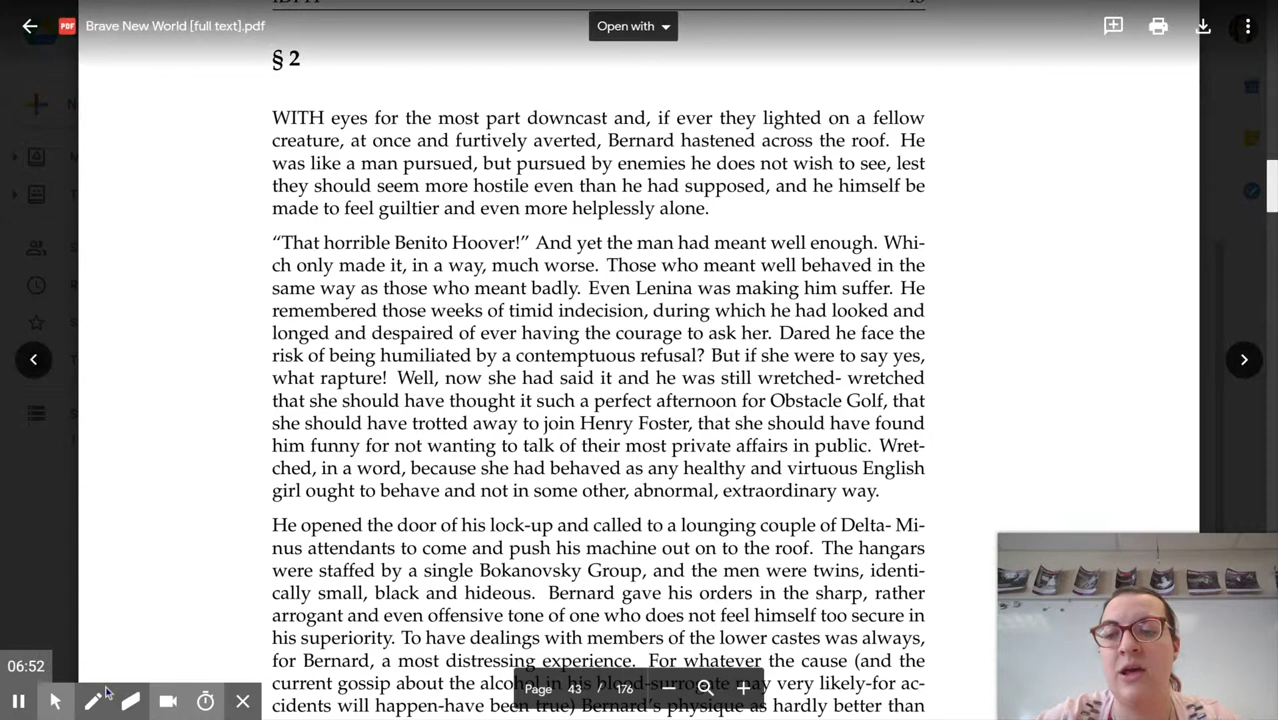 Brave New World [full text].pdf
Open with
§ 2
WITH eyes for the most part downcast and, if ever they lighted on a fellow
creature, at once and furtively averted, Bernard hastened across the roof. He
was like a man pursued, but pursued by enemies he does not wish to see, lest
they should seem more hostile even than he had supposed, and he himself be
made to feel guiltier and even more helplessly alone.
“That horrible Benito Hoover!” And yet the man had meant well enough. Whi-
ch only made it, in a way, much worse. Those who meant well behaved in the
same way as those who meant badly. Even Lenina was making him suffer. He
remembered those weeks of timid indecision, during which he had looked and
longed and despaired of ever having the courage to ask her. Dared he face the
risk of being humiliated by a contemptuous refusal? But if she were to say yes,
what rapture! Well, now she had said it and he was still wretched- wretched
that she should have thought it such a perfect afternoon for Obstacle Golf, that
she should have trotted away to join Henry Foster, that she should have found
him funny for not wanting to talk of their most private affairs in public. Wret-
ched, in a word, because she had behaved as any healthy and virtuous English
girl ought to behave and not in some other, abnormal, extraordinary way.
He opened the door of his lock-up and called to a lounging couple of Delta- Mi-
nus attendants to come and push his machine out on to the roof. The hangars
were staffed by a single Bokanovsky Group, and the men were twins, identi-
cally small, black and hideous. Bernard gave his orders in the sharp, rather
arrogant and even offensive tone of one who does not feel himself too secure in
his superiority. To have dealings with members of the lower castes was always,
for Bernard, a most distressing experience. For whatever the cause (and the
current gossip about the alcohol in his blood-surrogate may very likely-for ac-
cidents will happen-have been true) Bernard's physique as hardly better than
Page 43 / 176
06:52